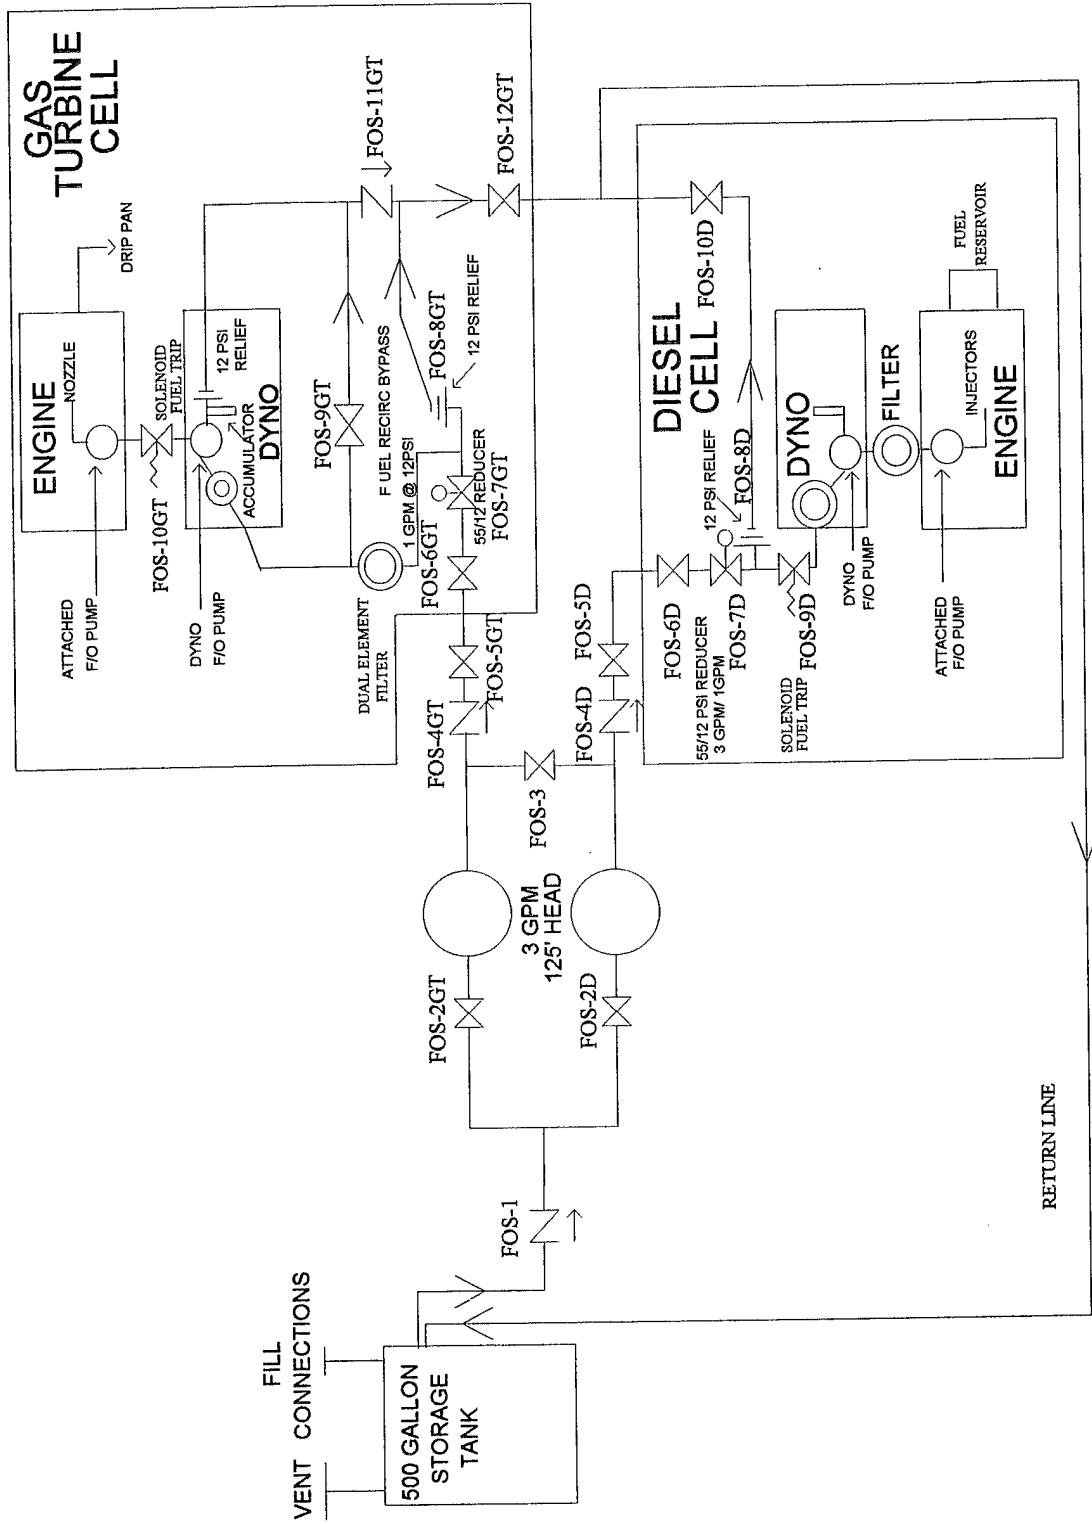 FILL
VENT CONNECTIONS
500 GALLON
STORAGE
TANK
RETURN LINE
FOS-1
FOS-2GT
FOS-2D
3 GPM
125' HEAD
FOS-3
FOS-4GT
FOS-5GT
FOS-4D
FOS-5D
GAS
TURBINE
CELL
ENGINE
NOZZLE
DRIP PAN
ATTACHED
F/O PUMP
FOS-10GT
SOLENOID
FUEL TRIP
DYNO
F/O PUMP
12 PSI
RELIEF
ACCUMULATOR
DYNO
DUAL ELEMENT
FILTER
FOS-9GT
FUEL RECIRC BYPASS
1 GPM @ 12PSI
FOS-6GT
55/12 REDUCER
FOS-7GT
FOS-8GT
12 PSI RELIEF
FOS-11GT
FOS-12GT
DIESEL
CELL
FOS-6D
55/12 PSI REDUCER
3 GPM/ 1GPM
FOS-7D
12 PSI RELIEF
FOS-8D
SOLENOID
FUEL TRIP
FOS-9D
FOS-10D
DYNO
DYNO
F/O PUMP
FILTER
ATTACHED
F/O PUMP
INJECTORS
ENGINE
FUEL
RESERVOIR